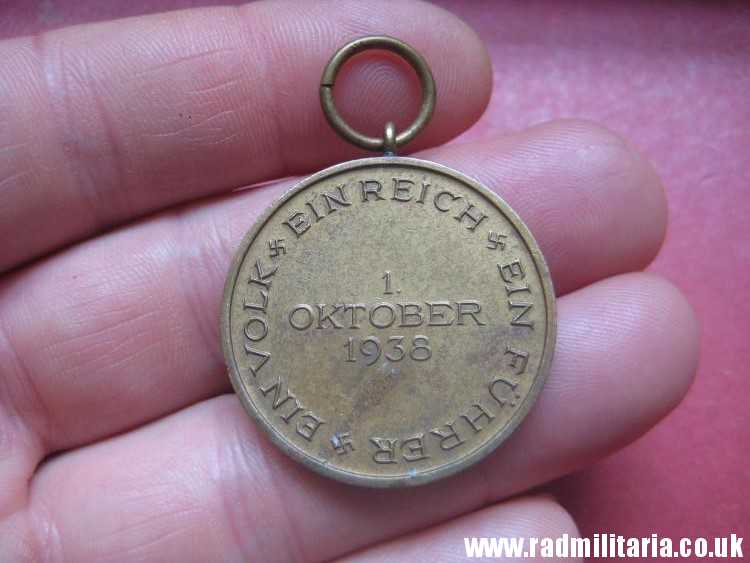 EIN VOLK EIN REICH EIN FÜHRER
1.
OKTOBER
1938
www.radmilitaria.co.uk